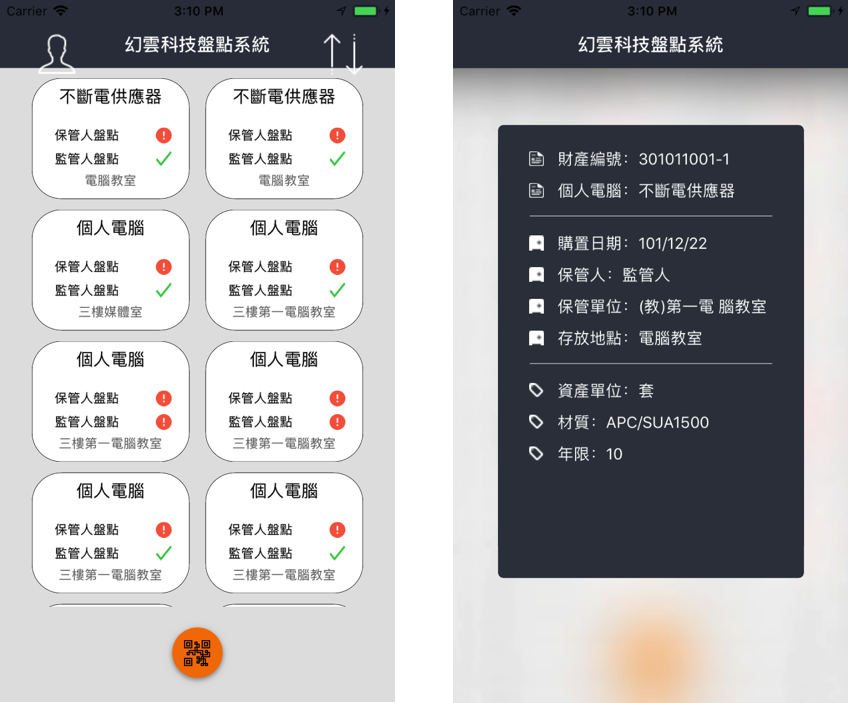 Carrier 3:10 PM
幻雲科技盤點系統
不斷電供應器
保管人盤點
監管人盤點
電腦教室
不斷電供應器
保管人盤點
監管人盤點
電腦教室
個人電腦
保管人盤點
監管人盤點
三樓媒體室
個人電腦
保管人盤點
監管人盤點
三樓第一電腦教室
個人電腦
保管人盤點
監管人盤點
三樓第一電腦教室
個人電腦
保管人盤點
監管人盤點
三樓第一電腦教室
個人電腦
保管人盤點
監管人盤點
三樓第一電腦教室
個人電腦
保管人盤點
監管人盤點
三樓第一電腦教室
Carrier 3:10 PM
幻雲科技盤點系統
財產編號：301011001-1
個人電腦：不斷電供應器
購置日期：101/12/22
保管人：監管人
保管單位：(教)第一電 腦教室
存放地點：電腦教室
資產單位：套
材質：APC/SUA1500
年限：10